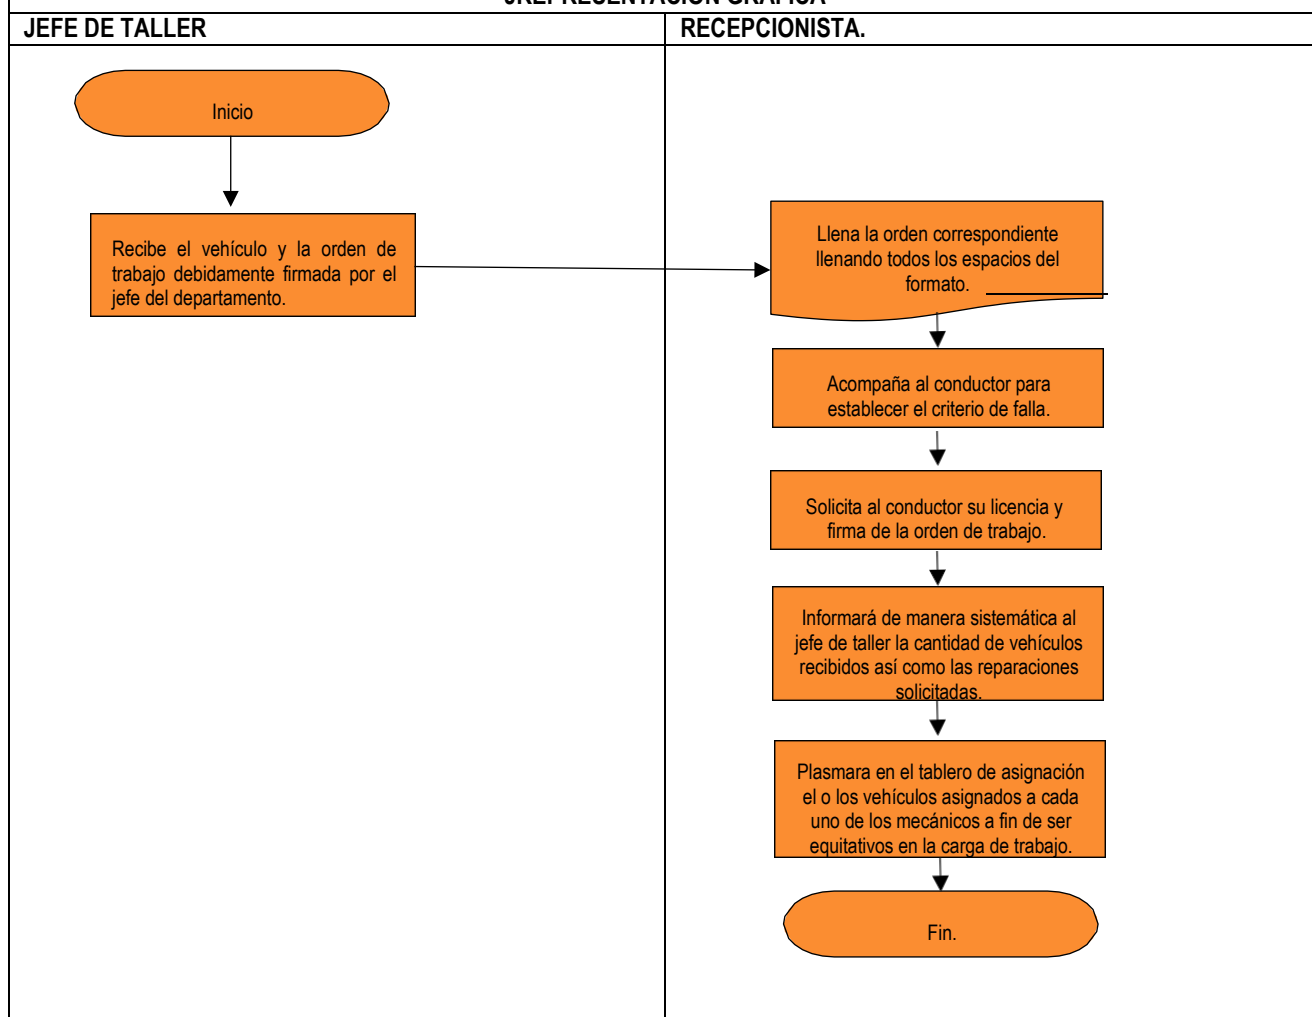 JREPRESENTACIÓN GRÁFICA
JEFE DE TALLER
RECEPCIONISTA.
Inicio
Recibe el vehículo y la orden de
trabajo debidamente firmada por el
jefe del departamento.
Llena la orden correspondiente
llenando todos los espacios del
formato.
Acompaña al conductor para
establecer el criterio de falla.
Solicita al conductor su licencia y
firma de la orden de trabajo.
Informará de manera sistemática al
jefe de taller la cantidad de vehículos
recibidos así como las reparaciones
solicitadas.
Plasmara en el tablero de asignación
el o los vehículos asignados a cada
uno de los mecánicos a fin de ser
equitativos en la carga de trabajo.
Fin.